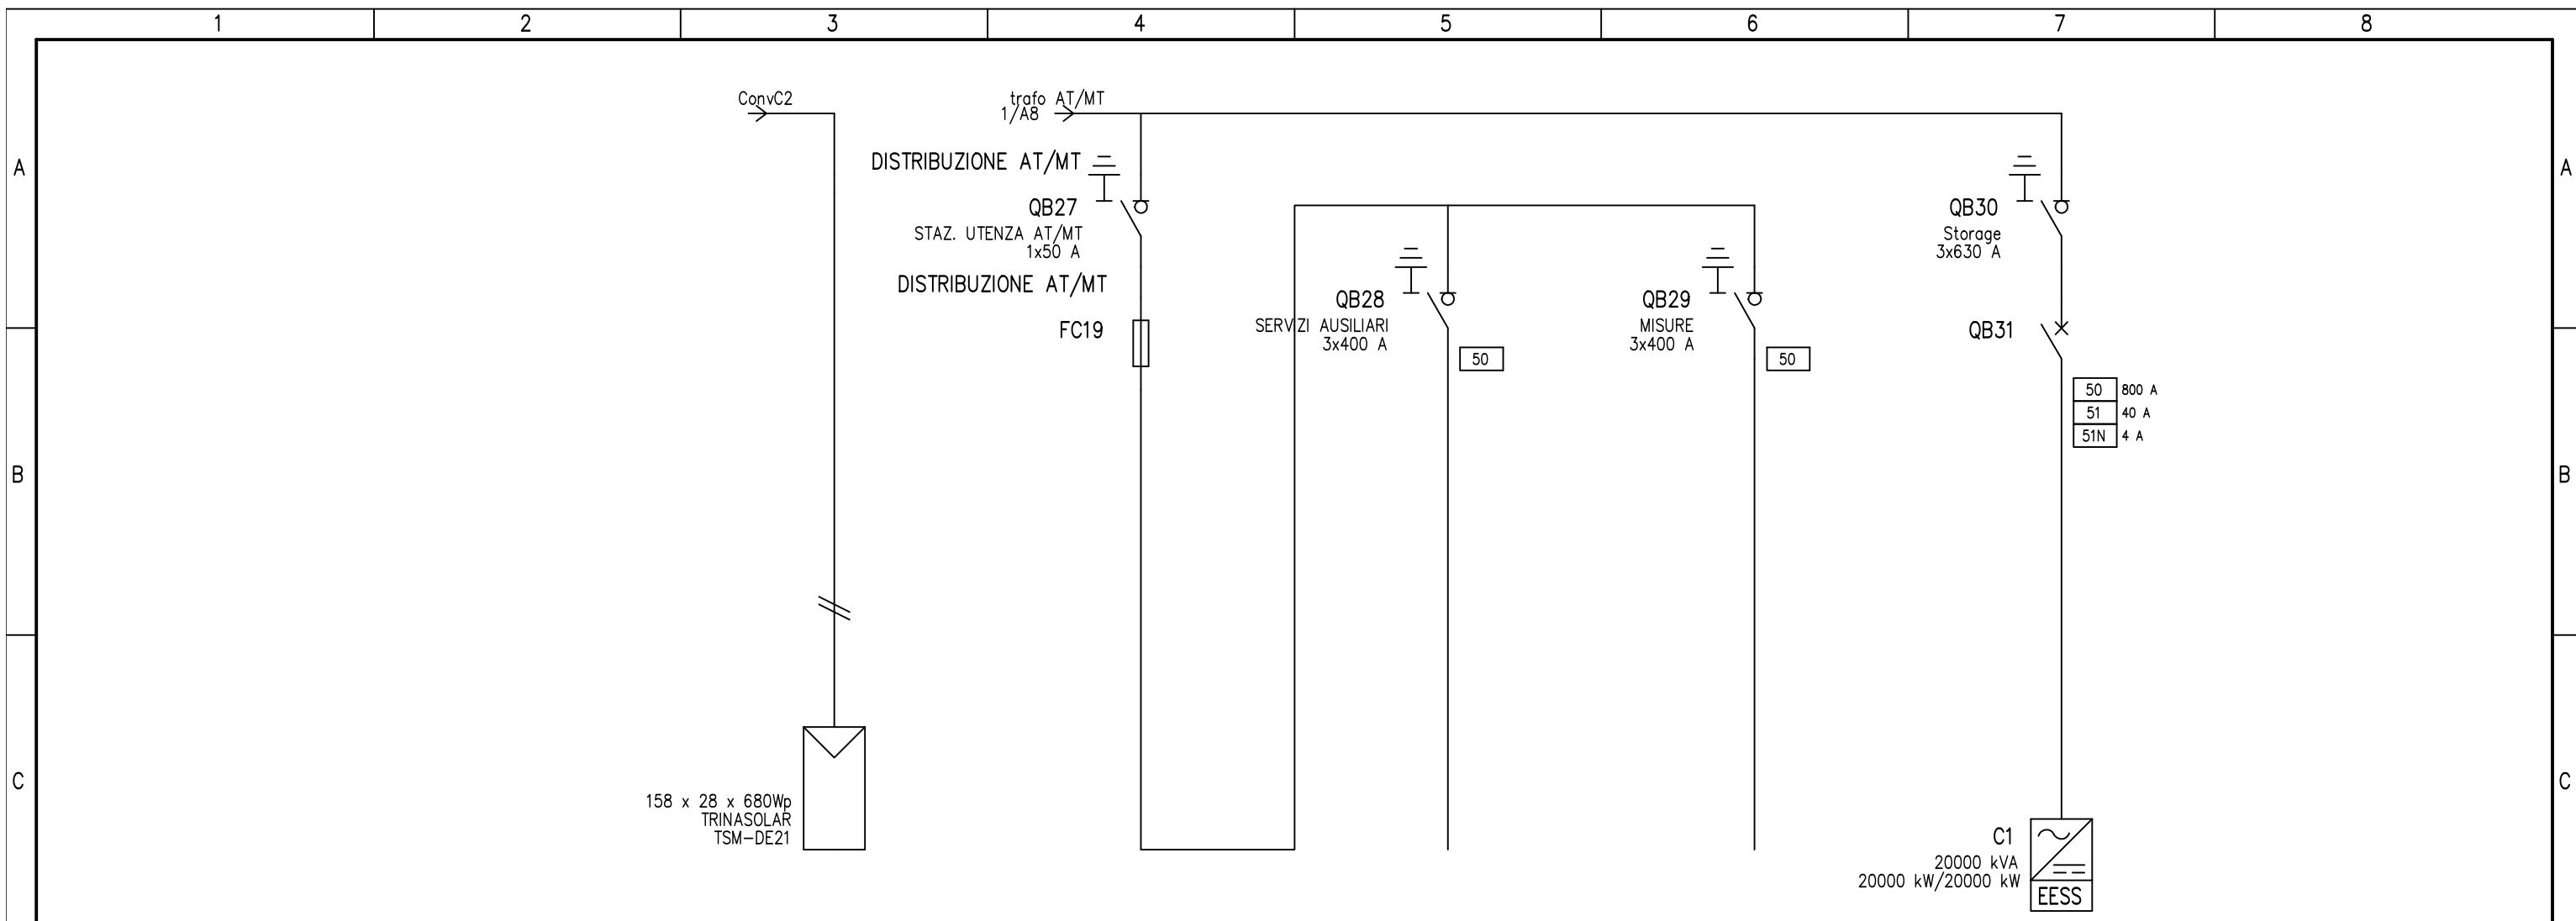 1 2 3 4 5 6 7 8
ConvC2
trafo AT/MT
1/A8
A A
DISTRIBUZIONE AT/MT
QB27
STAZ. UTENZA AT/MT
1x50 A
DISTRIBUZIONE AT/MT
FC19
QB28
SERVIZI AUSILIARI
3x400 A
50
QB29
MISURE
3x400 A
50
QB30
Storage
3x630 A
QB31
50 800 A
51 40 A
51N 4 A
B B
C C
158 x 28 x 680Wp
TRINASOLAR
TSM-DE21
C1
20000 kVA
20000 kW/20000 kW
EESS